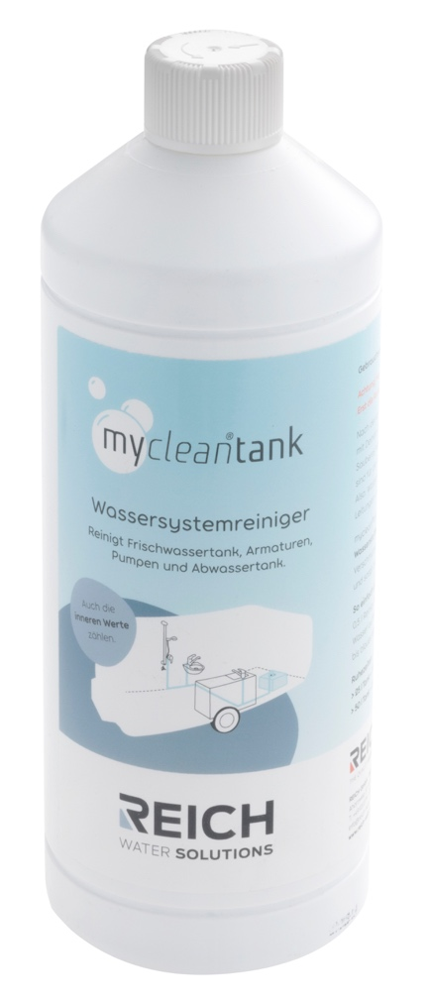 mycleantank®
Wassersystemreiniger
Reinigt Frischwassertank, Armaturen,
Pumpen und Abwassertank.
Auch die
inneren Werte
zählen.
REICH
WATER SOLUTIONS